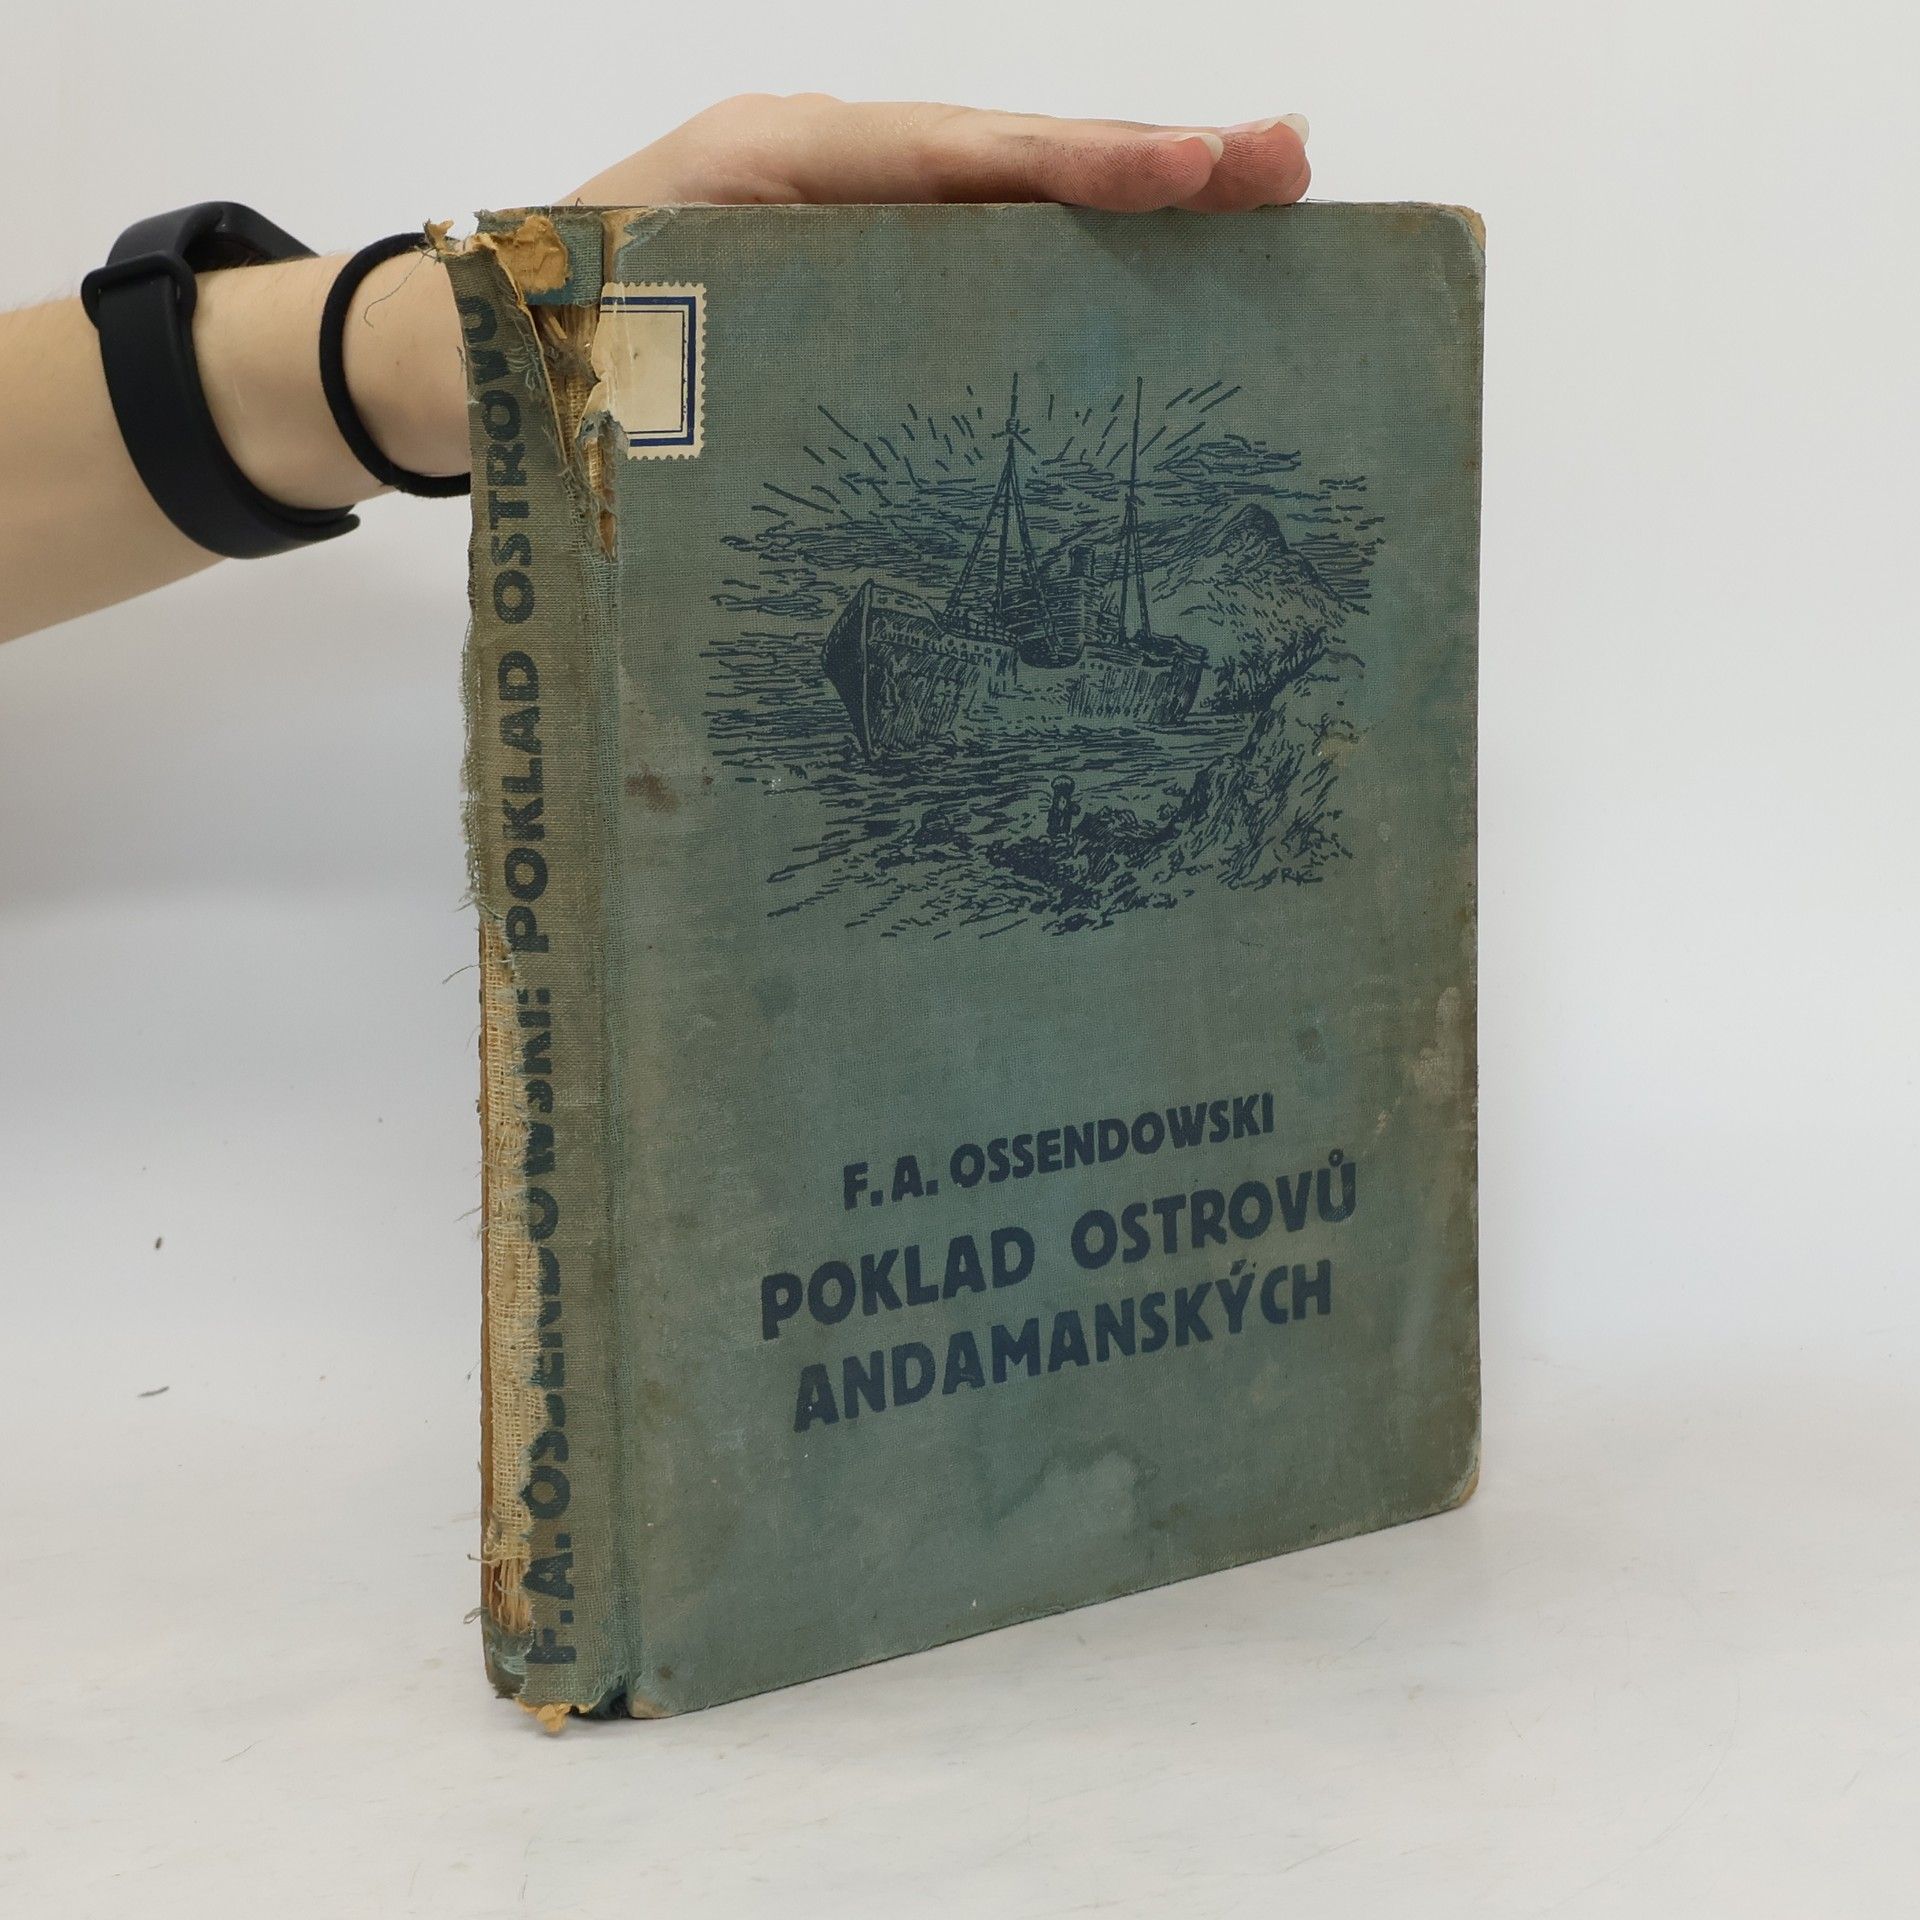 F. A. OSSENDOWSKI: POKLAD OSTROVŮ
F. A. OSSENDOWSKI
POKLAD OSTROVŮ
ANDAMANSKÝCH